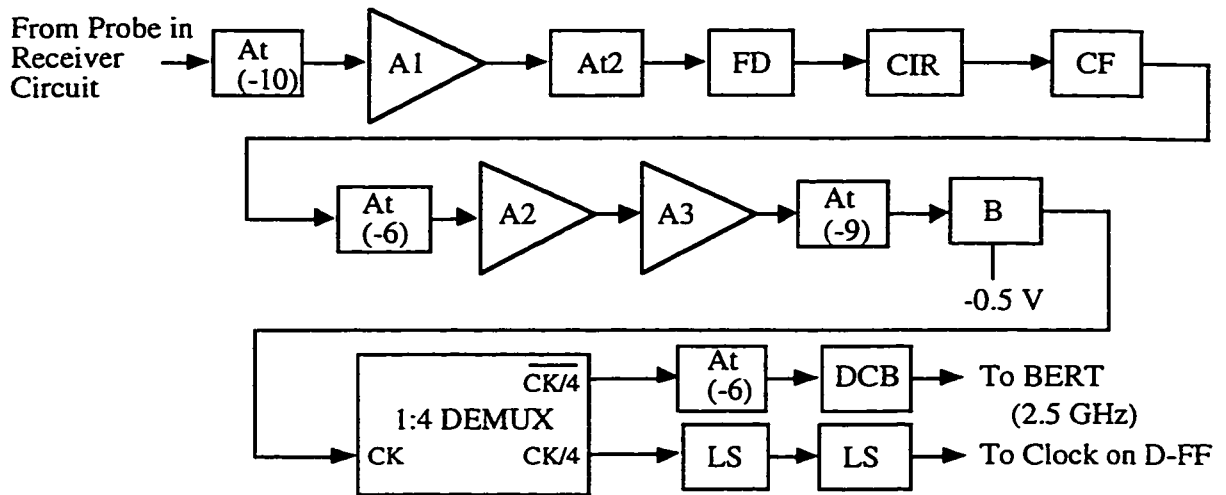 From Probe in
Receiver
Circuit
At
(-10)
A1
At2
FD
CIR
CF
At
(-6)
A2
A3
At
(-9)
B
-0.5 V
1:4 DEMUX
CK
CK/4
CK/4
At
(-6)
DCB
To BERT
(2.5 GHz)
LS
LS
To Clock on D-FF